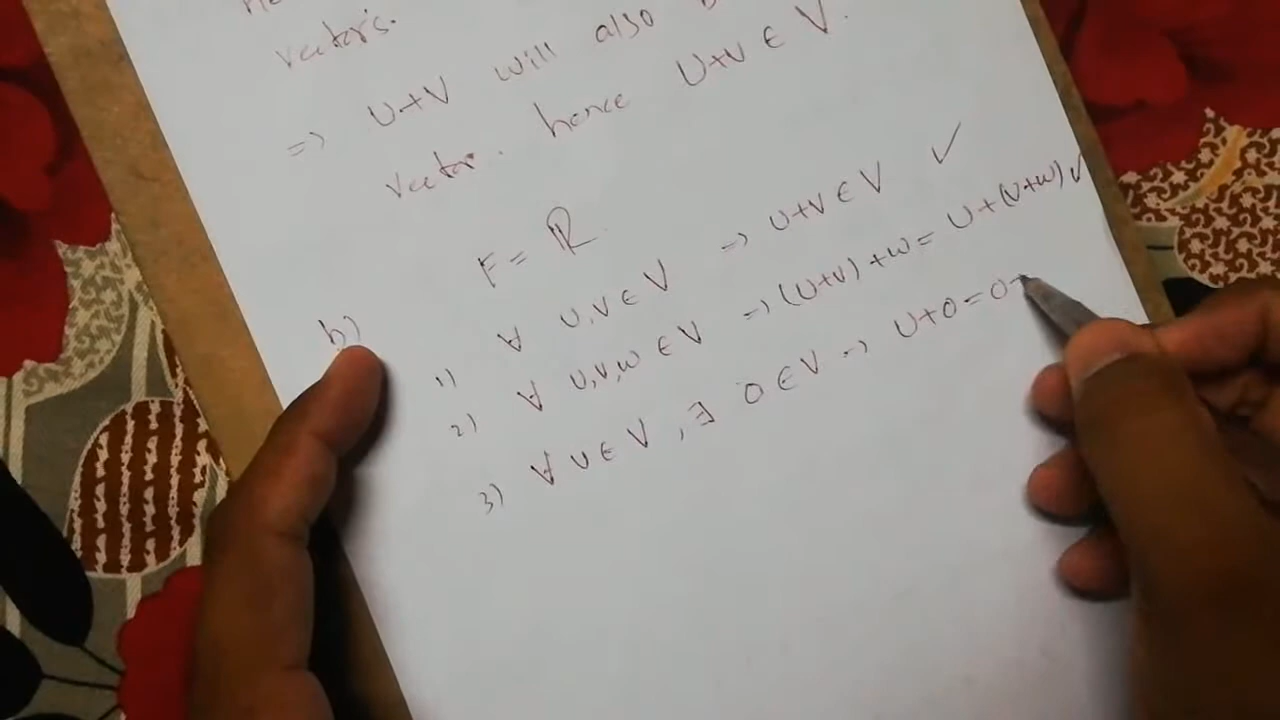 vectors.
=> U+V will also
vector. hence U+V ∈ V.
F = ℝ
b)
1) ∀ U,V ∈ V => U+V ∈ V ✓
2) ∀ U,V,W ∈ V => (U+V)+W = U+(V+W) ✓
3) ∀ U ∈ V, ∃ 0 ∈ V => U+0 = 0+